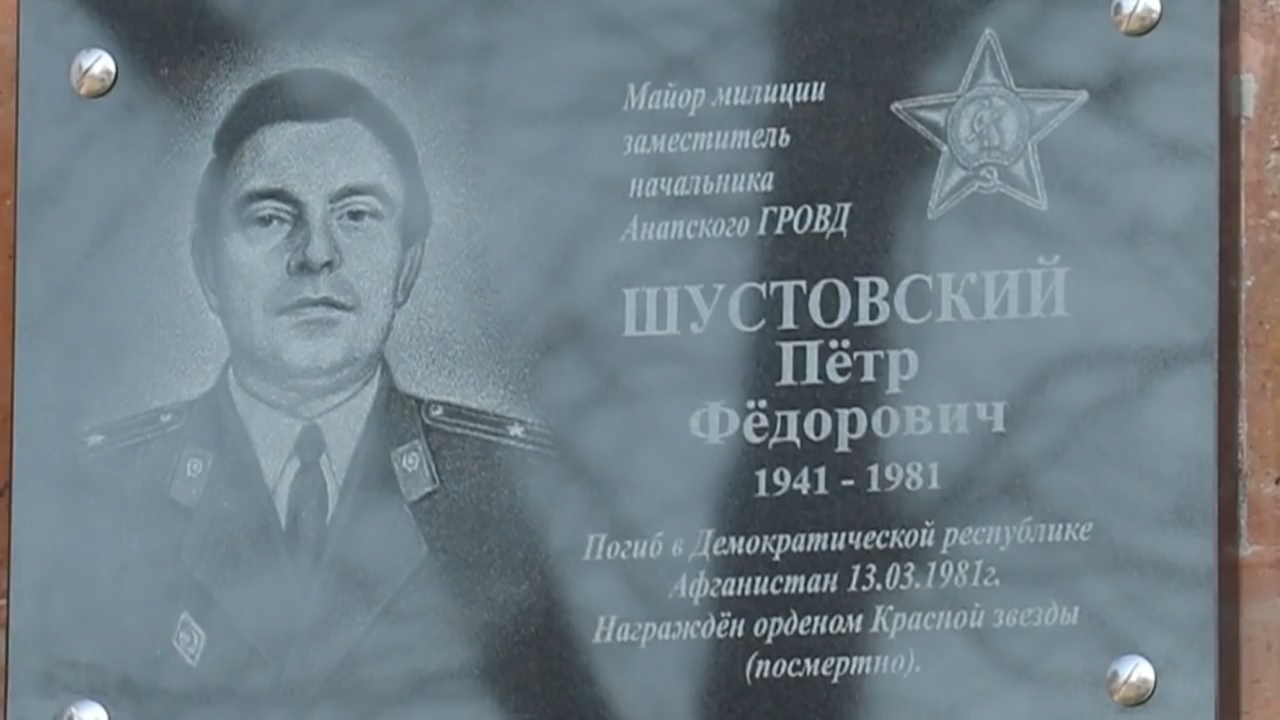 Майор милиции
заместитель
начальника
Анапского ГРОВД
ШУСТОВСКИЙ
Пётр
Фёдорович
1941 - 1981
Погиб в Демократической республике
Афганистан 13.03.1981г.
Награждён орденом Красной звезды
(посмертно).